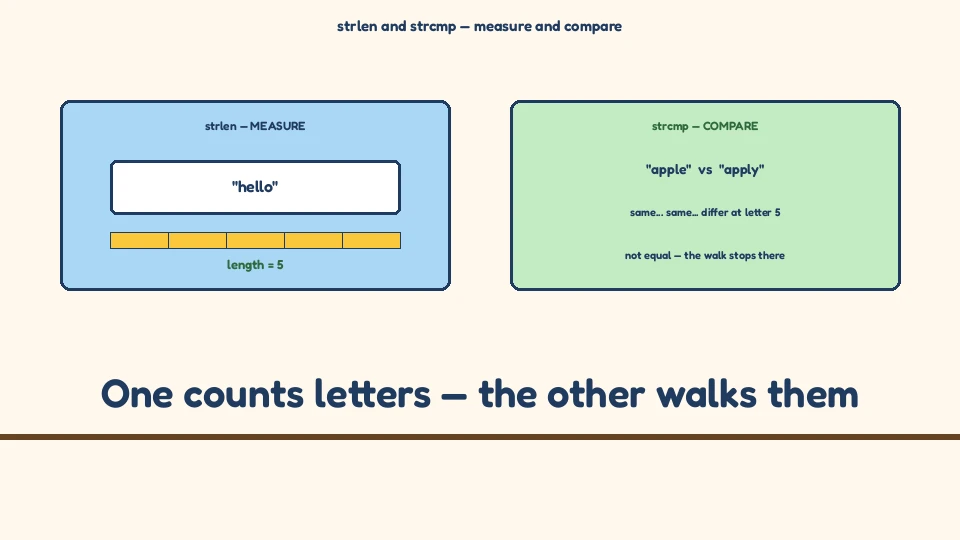 strlen and strcmp — measure and compare
strlen — MEASURE
"hello"
length = 5
strcmp — COMPARE
"apple" vs "apply"
same... same... differ at letter 5
not equal — the walk stops there
One counts letters — the other walks them